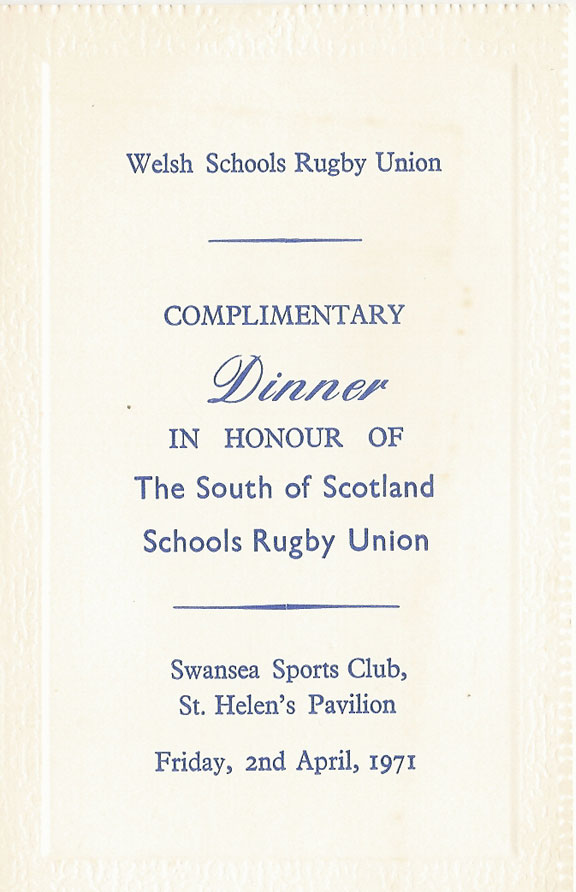 Welsh Schools Rugby Union
COMPLIMENTARY
Dinner
IN HONOUR OF
The South of Scotland
Schools Rugby Union
Swansea Sports Club,
St. Helen's Pavilion
Friday, 2nd April, 1971